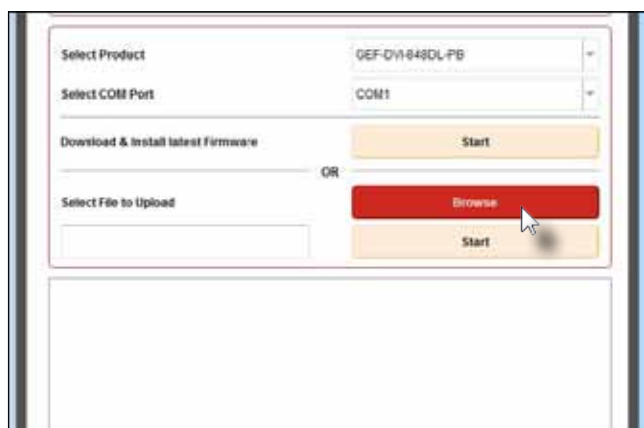 Select Product
GEF-DVI-848DL-PB
Select COM Port
COM1
Download & Install latest Firmware
Start
OR
Select File to Upload
Browse
Start